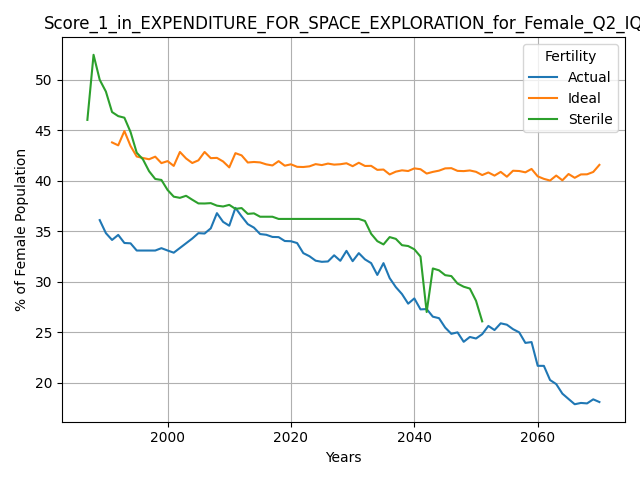 Score_1_in_EXPENDITURE_FOR_SPACE_EXPLORATION_for_Female_Q2_IQ
Fertility
Actual
Ideal
Sterile
% of Female Population
50
45
40
35
30
25
20
2000
2020
2040
2060
Years